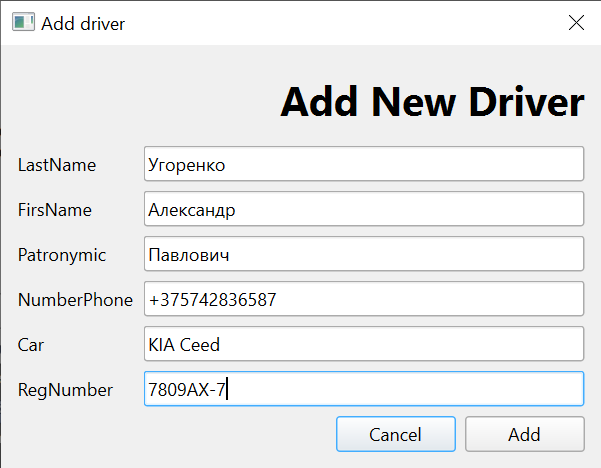 Add driver
Add New Driver
LastName Угоренко
FirsName Александр
Patronymic Павлович
NumberPhone +375742836587
Car KIA Ceed
RegNumber 7809AX-7
Cancel Add